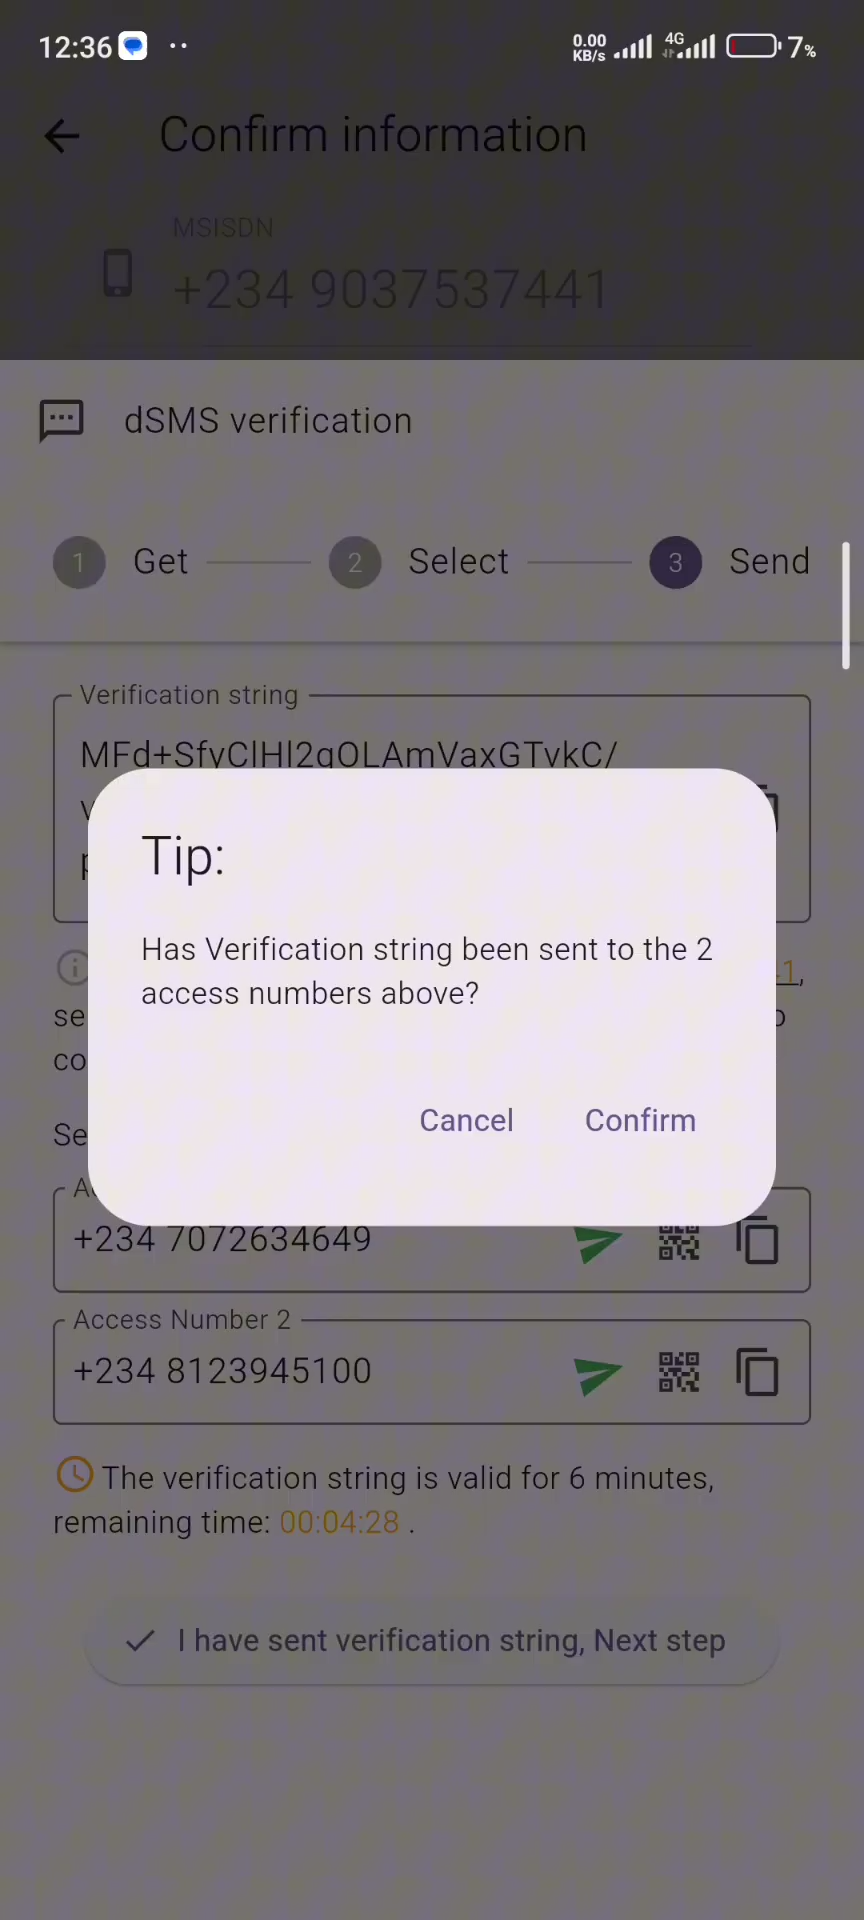 12:36
0.00
KB/s
4G
7%
Confirm information
MSISDN
+234 9037537441
dSMS verification
1 Get 2 Select 3 Send
Verification string
MFd+SfyClHl2gOLAmVaxGTvkC/
Tip:
Has Verification string been sent to the 2
access numbers above?
Cancel Confirm
+234 7072634649
Access Number 2
+234 8123945100
The verification string is valid for 6 minutes,
remaining time: 00:04:28 .
I have sent verification string, Next step